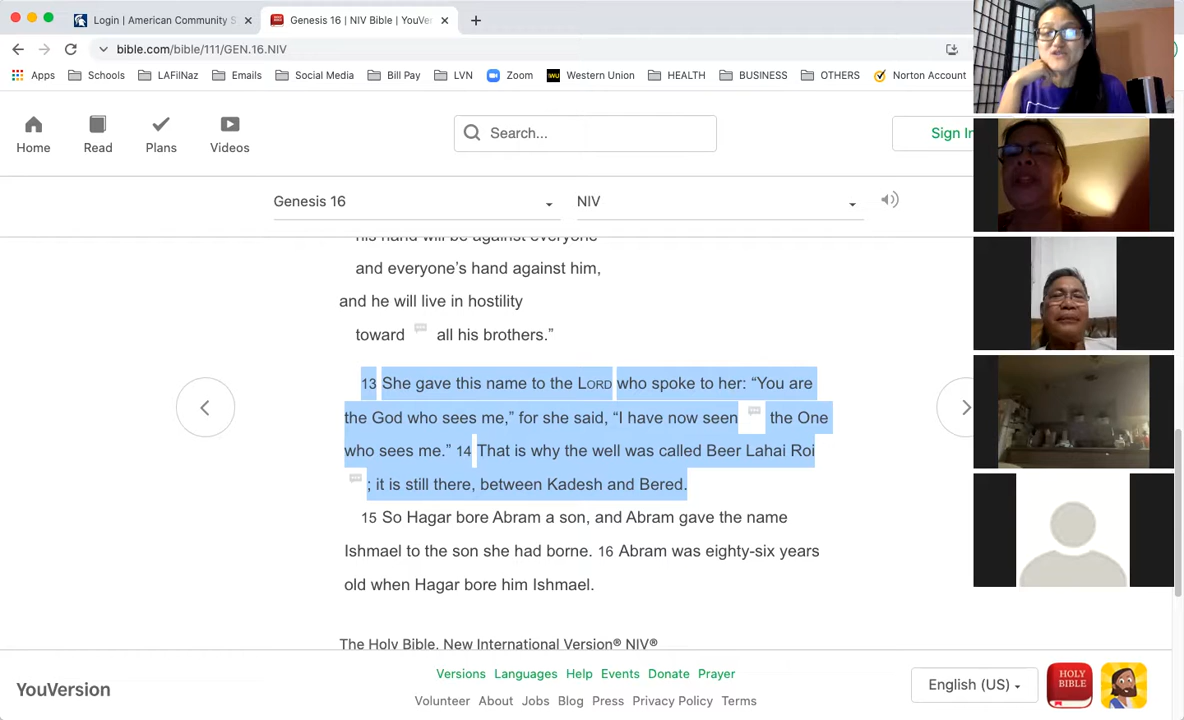 Login | American Community S
Genesis 16 | NIV Bible | YouVer
bible.com/bible/111/GEN.16.NIV
Apps Schools LAFilNaz Emails Social Media Bill Pay LVN Zoom WU Western Union HEALTH BUSINESS OTHERS Norton Account
Home Read Plans Videos
Search...
Sign In
Genesis 16 NIV
his hand will be against everyone
and everyone’s hand against him,
and he will live in hostility
toward all his brothers.”
13 She gave this name to the LORD who spoke to her: “You are
the God who sees me,” for she said, “I have now seen the One
who sees me.” 14 That is why the well was called Beer Lahai Roi
; it is still there, between Kadesh and Bered.
15 So Hagar bore Abram a son, and Abram gave the name
Ishmael to the son she had borne. 16 Abram was eighty-six years
old when Hagar bore him Ishmael.
The Holy Bible, New International Version® NIV®
YouVersion
Versions Languages Help Events Donate Prayer
Volunteer About Jobs Blog Press Privacy Policy Terms
English (US)
HOLY
BIBLE